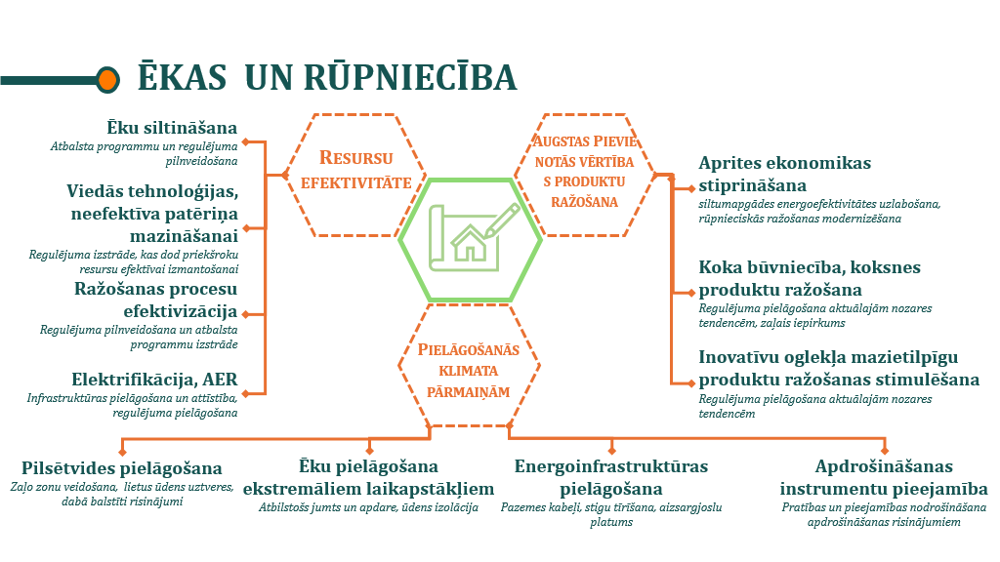 ĒKAS UN RŪPNIECĪBA
Ēku siltināšana
Atbalsta programmu un regulējuma
pilnveidošana
Viedās tehnoloģijas,
neefektīva patēriņa
mazināšanai
Regulējuma izstrāde, kas dod priekšroku
resursu efektīvai izmantošanai
Ražošanas procesu
efektivizācija
Regulējuma pilnveidošana un atbalsta
programmu izstrāde
Elektrifikācija, AER
Infrastruktūras pielāgošana un attīstība,
regulējuma pielāgošana
RESURSU
EFEKTIVITĀTE
AUGSTAS PIEVIE
NOTĀS VĒRTĪBA
S PRODUKTU
RAŽOŠANA
PIELĀGOŠANĀS
KLIMATA
PĀRMAIŅĀM
Aprites ekonomikas
stiprināšana
siltumapgādes energoefektivitātes uzlabošana,
rūpnieciskās ražošanas modernizēšana
Koka būvniecība, koksnes
produktu ražošana
Regulējuma pielāgošana aktuālajām nozares
tendencēm, zaļais iepirkums
Inovatīvu oglekļa mazietilpīgu
produktu ražošanas stimulēšana
Regulējuma pielāgošana aktuālajām nozares
tendencēm
Pilsētvides pielāgošana
Zaļo zonu veidošana, lietus ūdens uztveres,
dabā balstīti risinājumi
Ēku pielāgošana
ekstremāliem laikapstākļiem
Atbilstošs jumts un apdare, ūdens izolācija
Energoinfrastruktūras
pielāgošana
Pazemes kabeļi, stigu tīrīšana, aizsargjoslu
platums
Apdrošināšanas
instrumentu pieejamība
Pratības un pieejamības nodrošināšana
apdrošināšanas risinājumiem